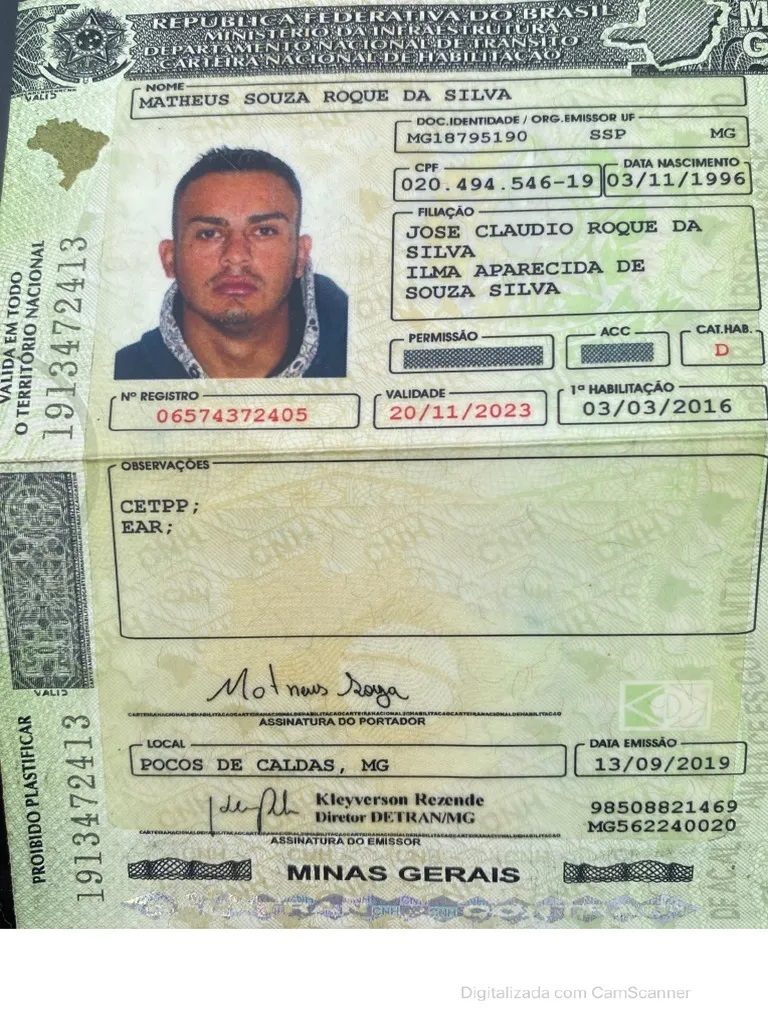 REPÚBLICA FEDERATIVA DO BRASIL
MINISTÉRIO DA INFRAESTRUTURA
DEPARTAMENTO NACIONAL DE TRÂNSITO
CARTEIRA NACIONAL DE HABILITAÇÃO
NOME
MATHEUS SOUZA ROQUE DA SILVA
DOC.IDENTIDADE / ORG.EMISSOR UF
MG18795190 SSP MG
CPF DATA NASCIMENTO
020.494.546-19 03/11/1996
FILIAÇÃO
JOSE CLAUDIO ROQUE DA
SILVA
ILMA APARECIDA DE
SOUZA SILVA
PERMISSÃO ACC CAT.HAB.
D
Nº REGISTRO VALIDADE 1ª HABILITAÇÃO
06574372405 20/11/2023 03/03/2016
VALIDA EM TODO
O TERRITÓRIO NACIONAL
1913472413
OBSERVAÇÕES
CETPP;
EAR;
Matheus Souza
ASSINATURA DO PORTADOR
LOCAL DATA EMISSÃO
POCOS DE CALDAS, MG 13/09/2019
Kleyverson Rezende
Diretor DETRAN/MG
98508821469
MG562240020
ASSINATURA DO EMISSOR
PROIBIDO PLASTIFICAR
1913472413
MINAS GERAIS
Digitalizada com CamScanner